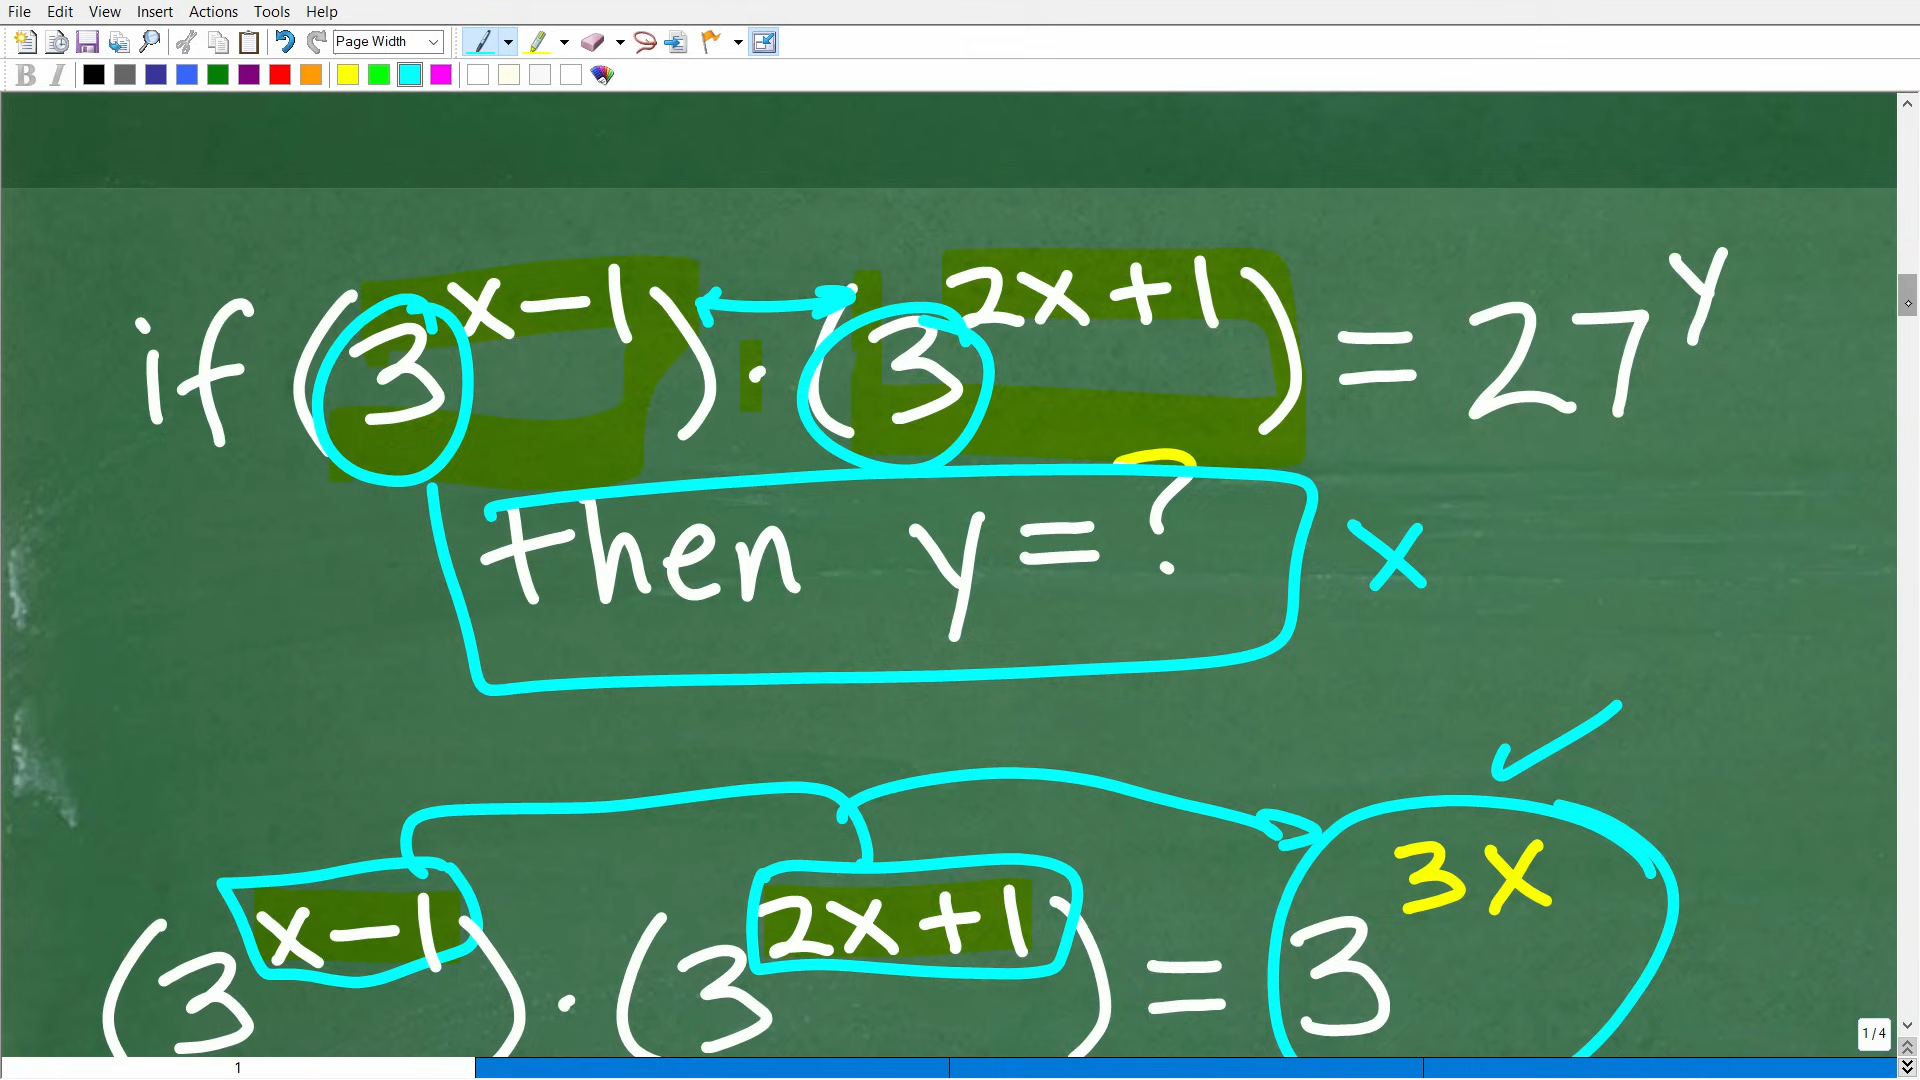 File Edit View Insert Actions Tools Help
Page Width
B I
if (3^(x-1)) · (3^(2x+1)) = 27^y
Then y = ? x
(3^(x-1)) · (3^(2x+1)) = 3^(3x)
1/4
1